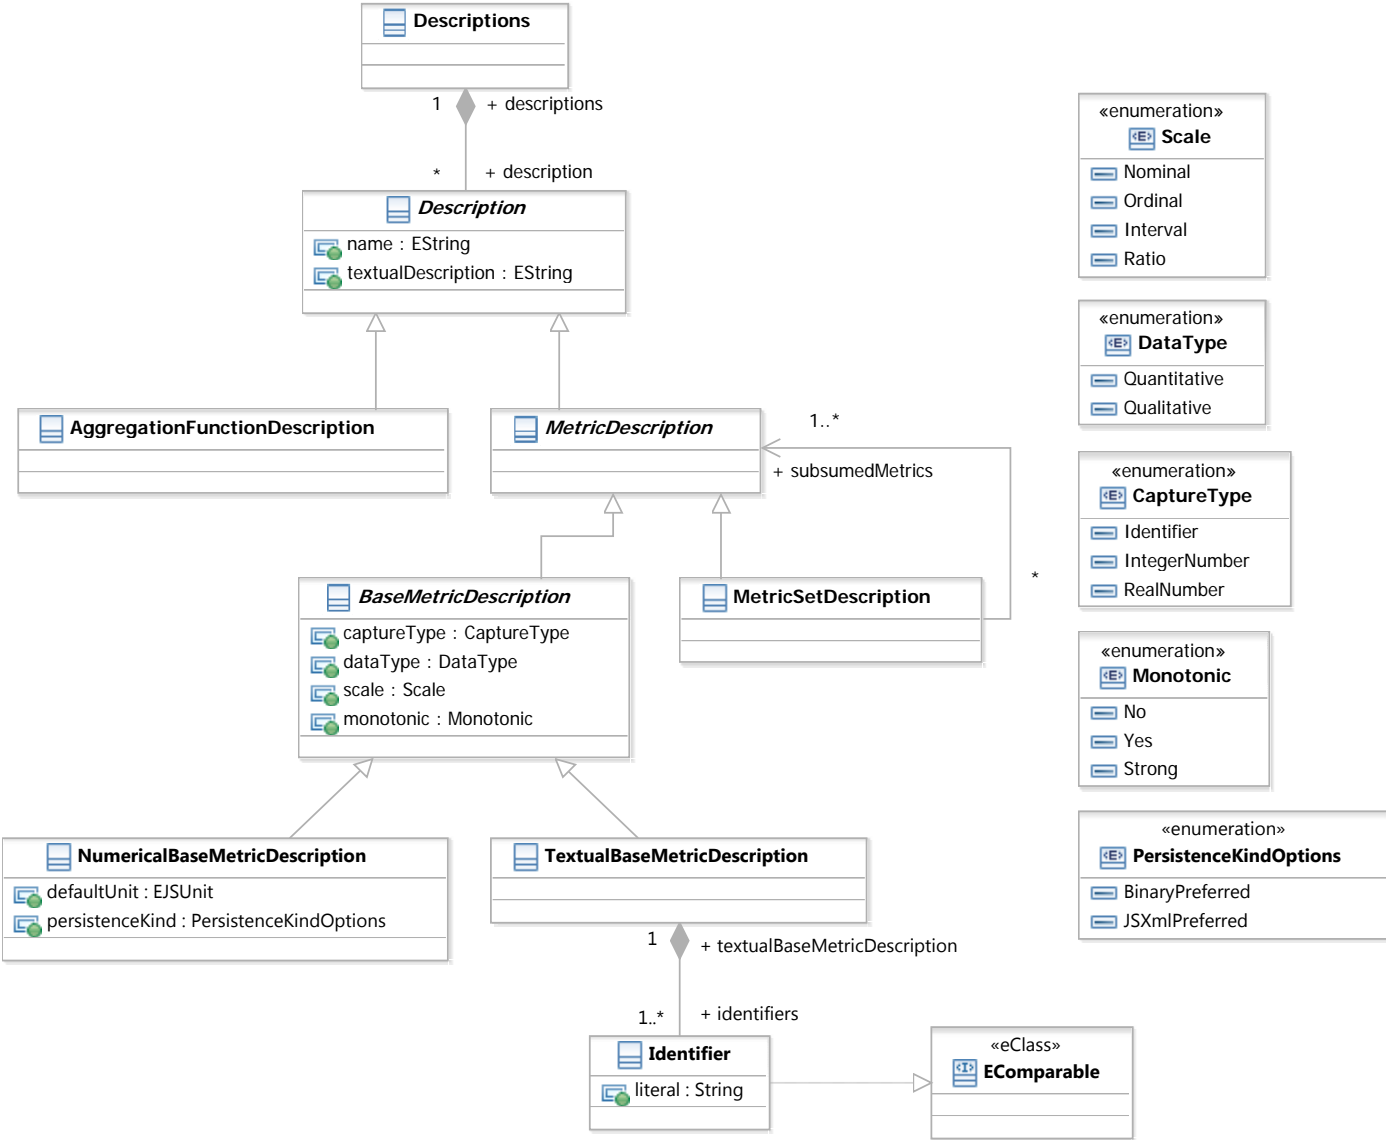 Descriptions
1
+ descriptions
*
+ description
Description
name : EString
textualDescription : EString
AggregationFunctionDescription
MetricDescription
1..*
+ subsumedMetrics
*
BaseMetricDescription
captureType : CaptureType
dataType : DataType
scale : Scale
monotonic : Monotonic
MetricSetDescription
NumericalBaseMetricDescription
defaultUnit : EJSUnit
persistenceKind : PersistenceKindOptions
TextualBaseMetricDescription
1
+ textualBaseMetricDescription
1..*
+ identifiers
Identifier
literal : String
«eClass»
<I>
EComparable
«enumeration»
<E> Scale
Nominal
Ordinal
Interval
Ratio
«enumeration»
<E> DataType
Quantitative
Qualitative
«enumeration»
<E> CaptureType
Identifier
IntegerNumber
RealNumber
«enumeration»
<E> Monotonic
No
Yes
Strong
«enumeration»
<E> PersistenceKindOptions
BinaryPreferred
JSXmlPreferred